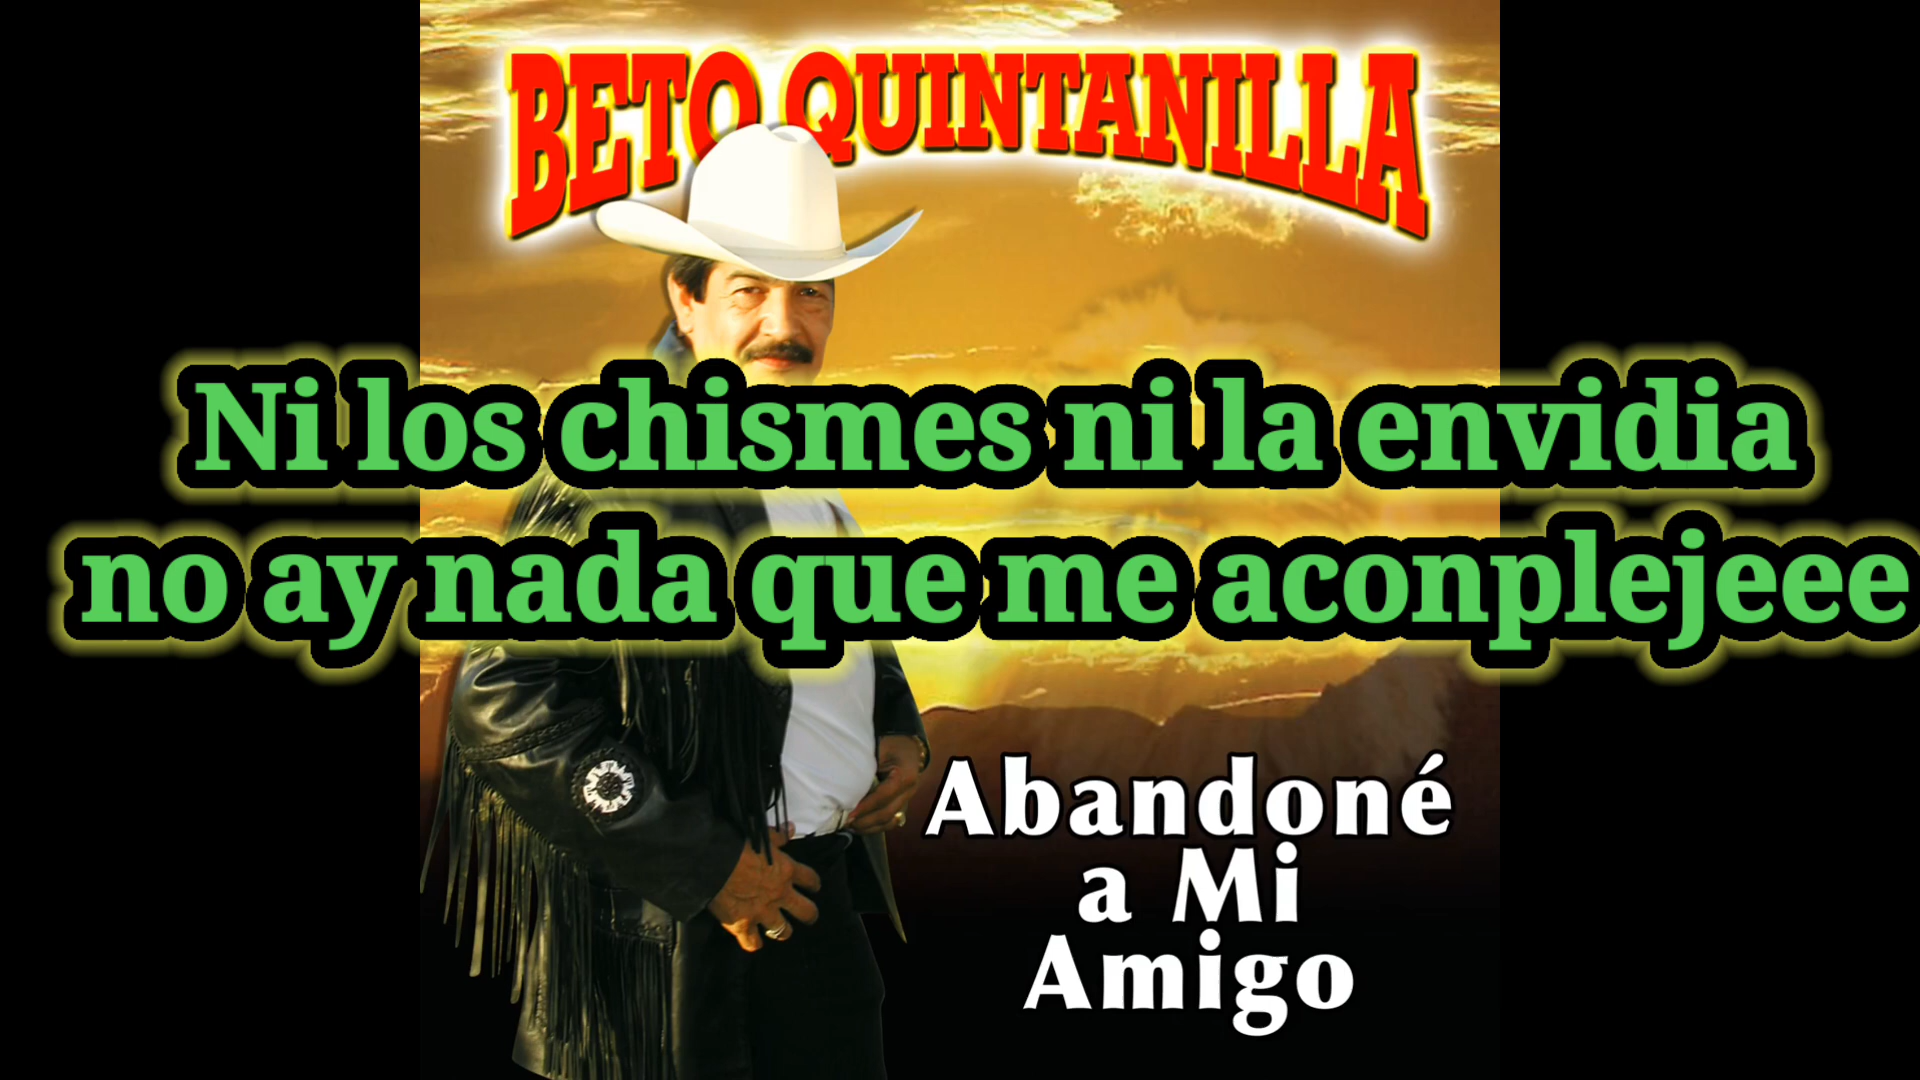 BETO QUINTANILLA
Ni los chismes ni la envidia
no ay nada que me aconplejeee
Abandoné
a Mi
Amigo